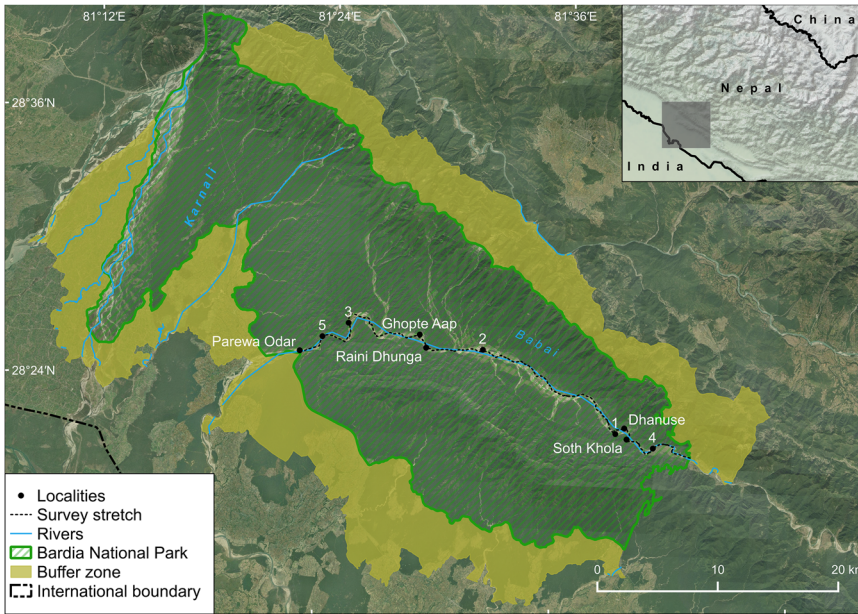 81°12'E
81°24'E
81°36'E
28°36'N
28°24'N
China
Nepal
India
Karnali
Babai
3
5
Ghopte Aap
Parewa Odar
Raini Dhunga
2
1
Dhanuse
Soth Khola
4
Localities
Survey stretch
Rivers
Bardia National Park
Buffer zone
International boundary
0 10 20 km